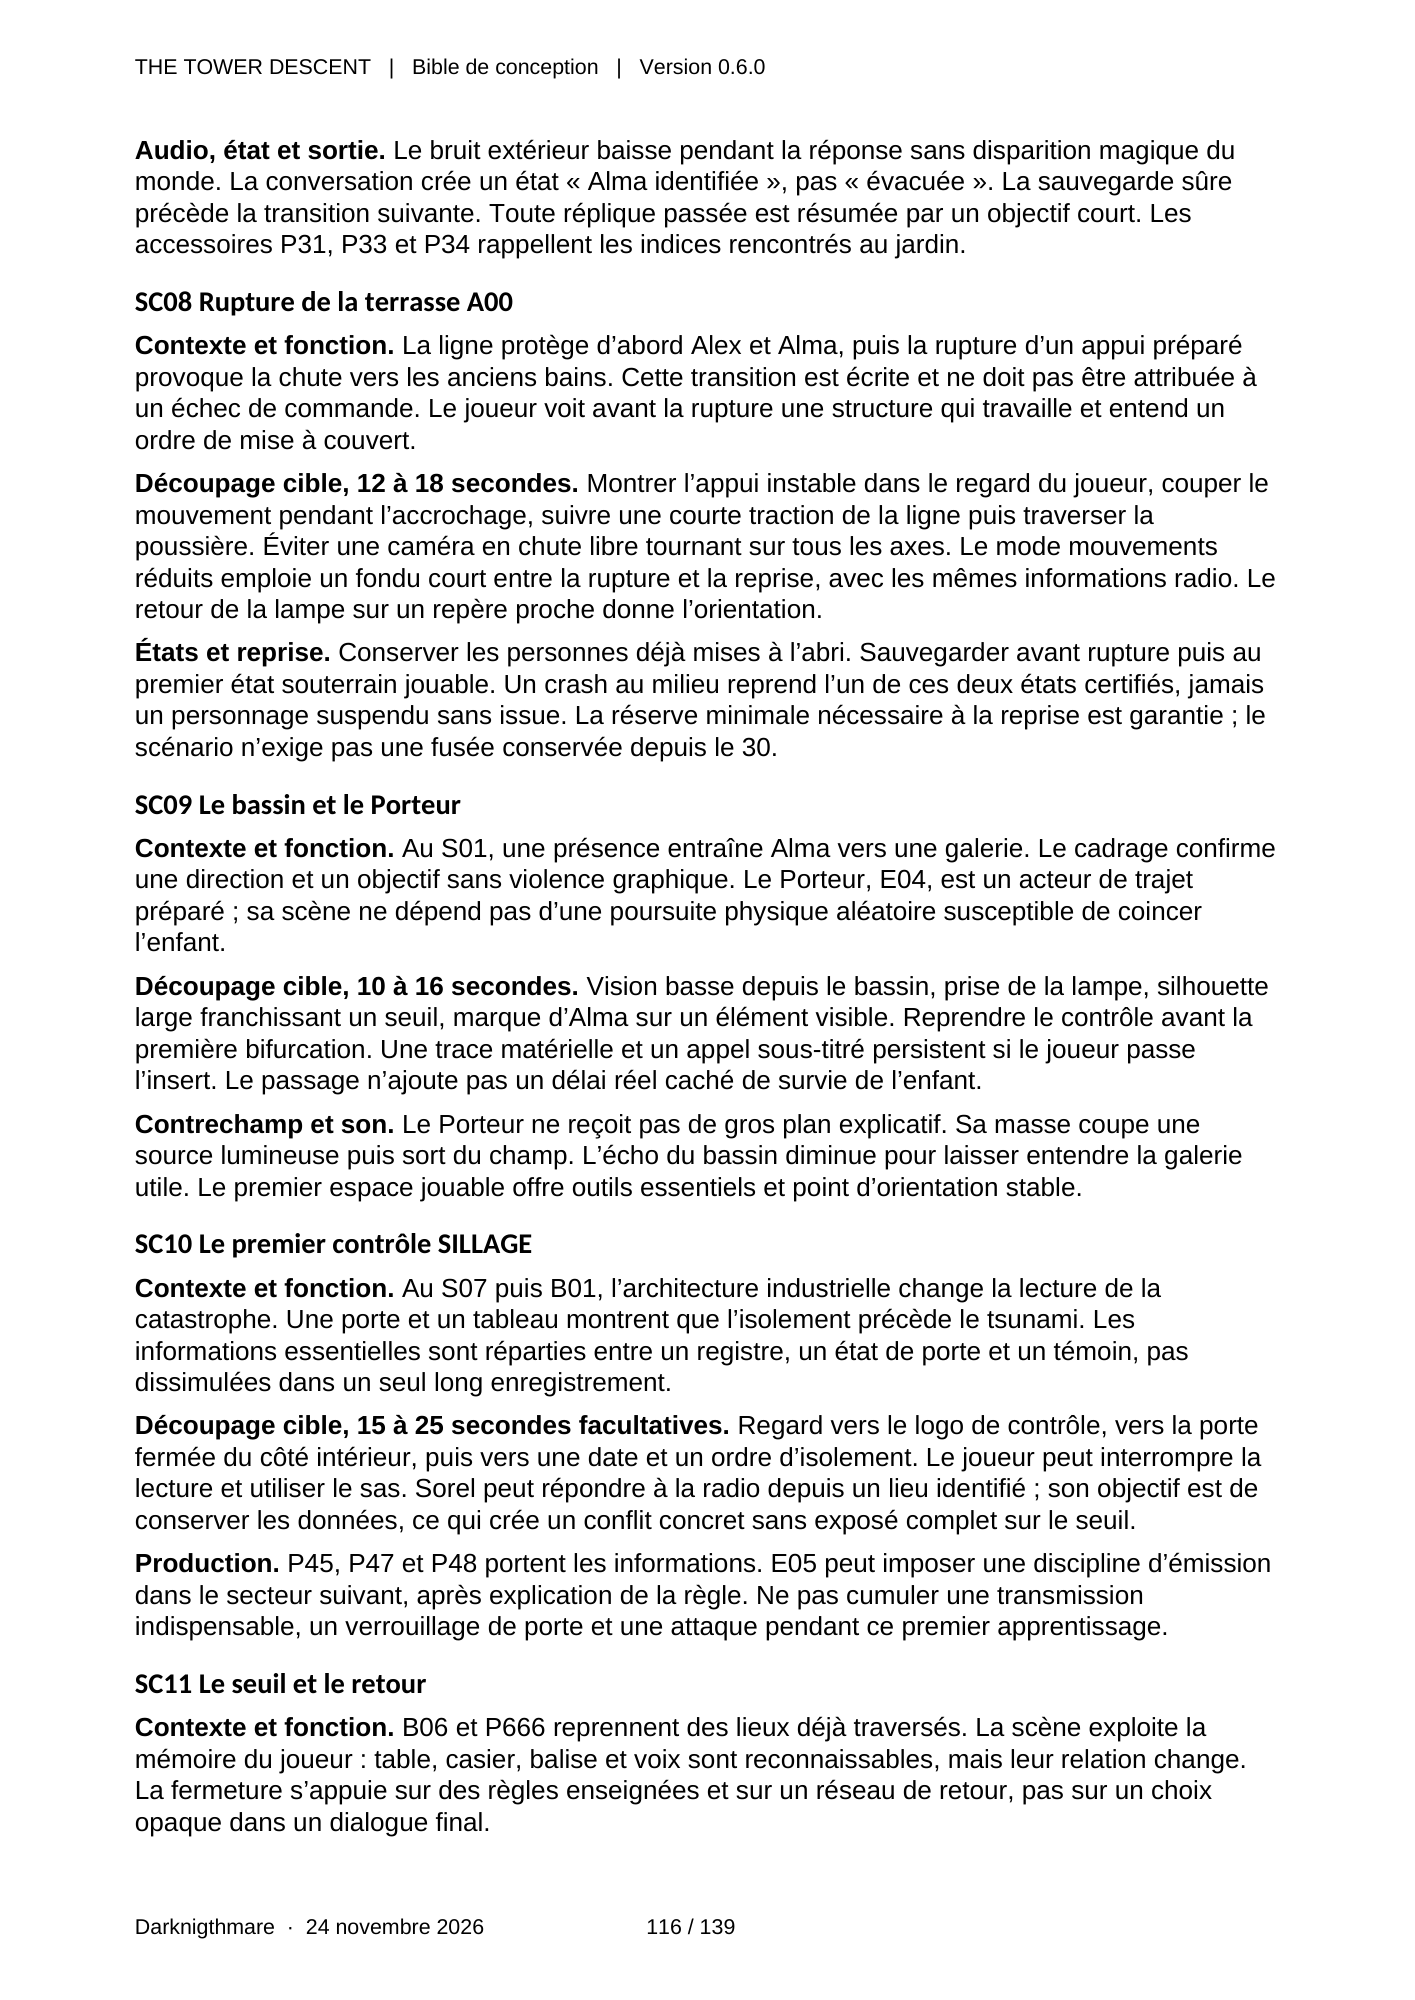 THE TOWER DESCENT | Bible de conception | Version 0.6.0
Audio, état et sortie. Le bruit extérieur baisse pendant la réponse sans disparition magique du
monde. La conversation crée un état « Alma identifiée », pas « évacuée ». La sauvegarde sûre
précède la transition suivante. Toute réplique passée est résumée par un objectif court. Les
accessoires P31, P33 et P34 rappellent les indices rencontrés au jardin.
SC08 Rupture de la terrasse A00
Contexte et fonction. La ligne protège d’abord Alex et Alma, puis la rupture d’un appui préparé
provoque la chute vers les anciens bains. Cette transition est écrite et ne doit pas être attribuée à
un échec de commande. Le joueur voit avant la rupture une structure qui travaille et entend un
ordre de mise à couvert.
Découpage cible, 12 à 18 secondes. Montrer l’appui instable dans le regard du joueur, couper le
mouvement pendant l’accrochage, suivre une courte traction de la ligne puis traverser la
poussière. Éviter une caméra en chute libre tournant sur tous les axes. Le mode mouvements
réduits emploie un fondu court entre la rupture et la reprise, avec les mêmes informations radio. Le
retour de la lampe sur un repère proche donne l’orientation.
États et reprise. Conserver les personnes déjà mises à l’abri. Sauvegarder avant rupture puis au
premier état souterrain jouable. Un crash au milieu reprend l’un de ces deux états certifiés, jamais
un personnage suspendu sans issue. La réserve minimale nécessaire à la reprise est garantie ; le
scénario n’exige pas une fusée conservée depuis le 30.
SC09 Le bassin et le Porteur
Contexte et fonction. Au S01, une présence entraîne Alma vers une galerie. Le cadrage confirme
une direction et un objectif sans violence graphique. Le Porteur, E04, est un acteur de trajet
préparé ; sa scène ne dépend pas d’une poursuite physique aléatoire susceptible de coincer
l’enfant.
Découpage cible, 10 à 16 secondes. Vision basse depuis le bassin, prise de la lampe, silhouette
large franchissant un seuil, marque d’Alma sur un élément visible. Reprendre le contrôle avant la
première bifurcation. Une trace matérielle et un appel sous-titré persistent si le joueur passe
l’insert. Le passage n’ajoute pas un délai réel caché de survie de l’enfant.
Contrechamp et son. Le Porteur ne reçoit pas de gros plan explicatif. Sa masse coupe une
source lumineuse puis sort du champ. L’écho du bassin diminue pour laisser entendre la galerie
utile. Le premier espace jouable offre outils essentiels et point d’orientation stable.
SC10 Le premier contrôle SILLAGE
Contexte et fonction. Au S07 puis B01, l’architecture industrielle change la lecture de la
catastrophe. Une porte et un tableau montrent que l’isolement précède le tsunami. Les
informations essentielles sont réparties entre un registre, un état de porte et un témoin, pas
dissimulées dans un seul long enregistrement.
Découpage cible, 15 à 25 secondes facultatives. Regard vers le logo de contrôle, vers la porte
fermée du côté intérieur, puis vers une date et un ordre d’isolement. Le joueur peut interrompre la
lecture et utiliser le sas. Sorel peut répondre à la radio depuis un lieu identifié ; son objectif est de
conserver les données, ce qui crée un conflit concret sans exposé complet sur le seuil.
Production. P45, P47 et P48 portent les informations. E05 peut imposer une discipline d’émission
dans le secteur suivant, après explication de la règle. Ne pas cumuler une transmission
indispensable, un verrouillage de porte et une attaque pendant ce premier apprentissage.
SC11 Le seuil et le retour
Contexte et fonction. B06 et P666 reprennent des lieux déjà traversés. La scène exploite la
mémoire du joueur : table, casier, balise et voix sont reconnaissables, mais leur relation change.
La fermeture s’appuie sur des règles enseignées et sur un réseau de retour, pas sur un choix
opaque dans un dialogue final.
Darknigthmare · 24 novembre 2026 116 / 139